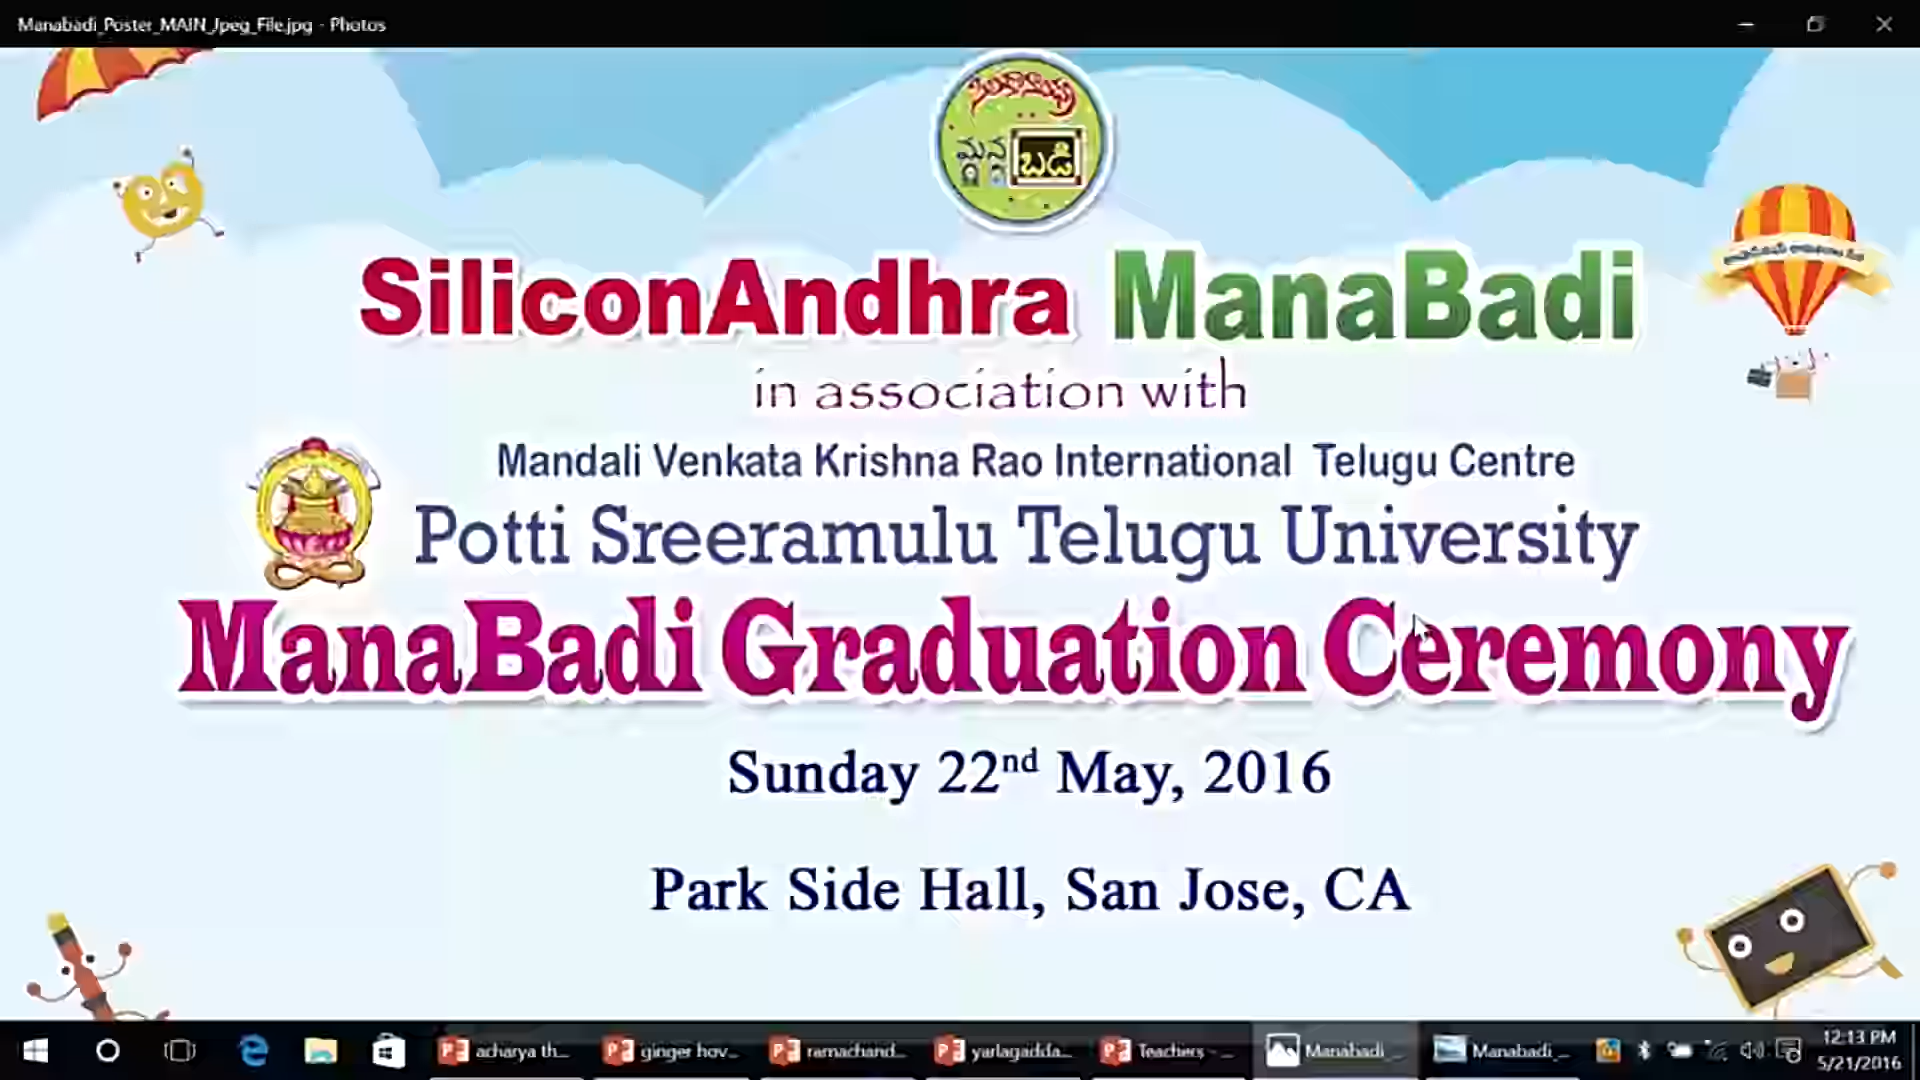 Manabadi_Poster_MAIN_Jpeg_File.jpg - Photos
బడి
SiliconAndhra ManaBadi
in association with
Mandali Venkata Krishna Rao International Telugu Centre
Potti Sreeramulu Telugu University
ManaBadi Graduation Ceremony
Sunday 22nd May, 2016
Park Side Hall, San Jose, CA
acharya th... ginger hov... ramachand... yarlagadda... Teachers - ... Manabadi_... Manabadi_...
12:13 PM
5/21/2016